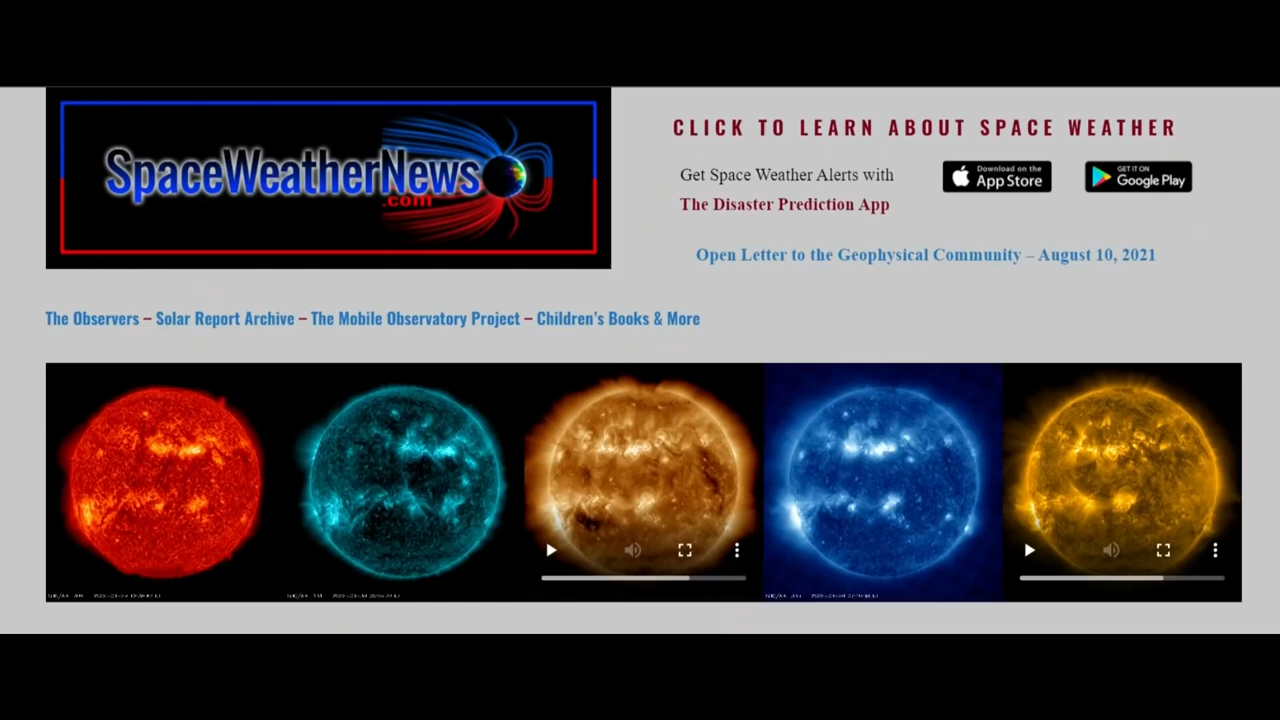 SpaceWeatherNews
.com
CLICK TO LEARN ABOUT SPACE WEATHER
Get Space Weather Alerts with
The Disaster Prediction App
Download on the
App Store
GET IT ON
Google Play
Open Letter to the Geophysical Community – August 10, 2021
The Observers – Solar Report Archive – The Mobile Observatory Project – Children's Books & More